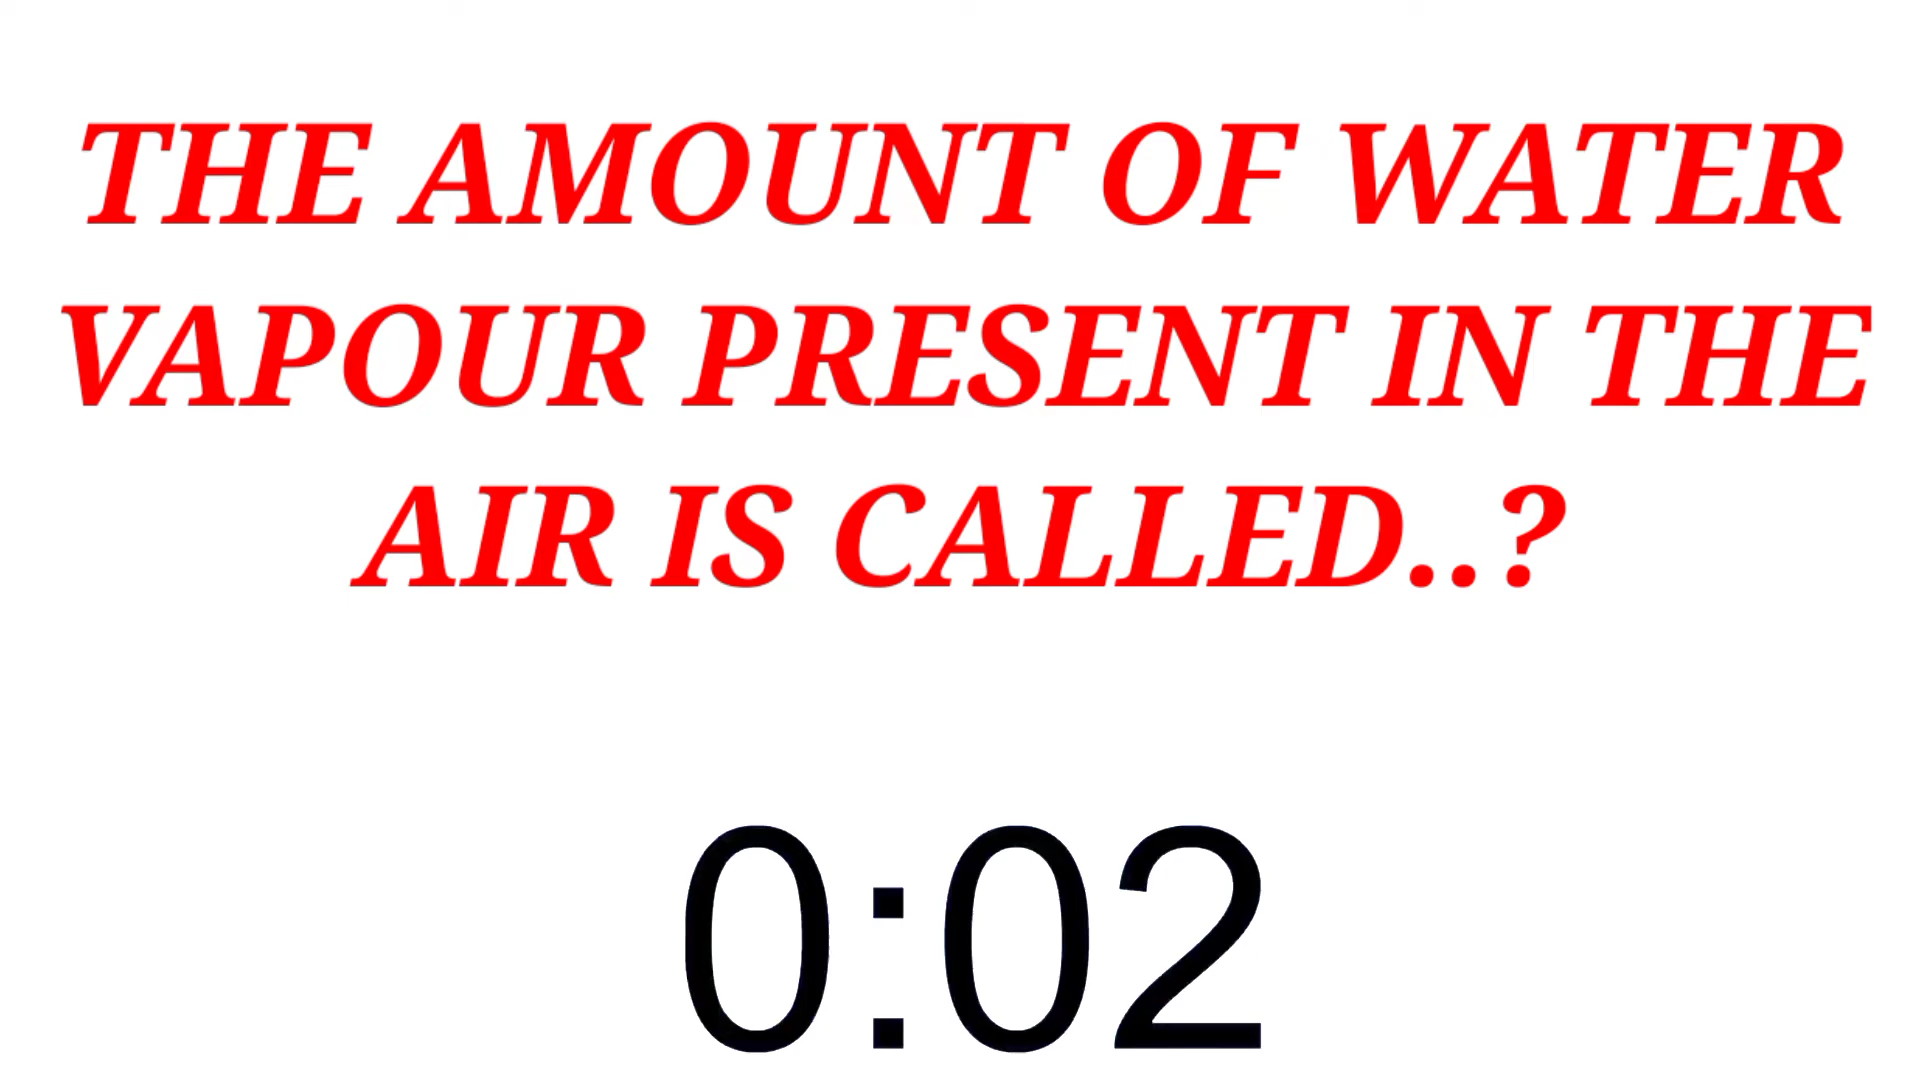 THE AMOUNT OF WATER
VAPOUR PRESENT IN THE
AIR IS CALLED..?
0:02